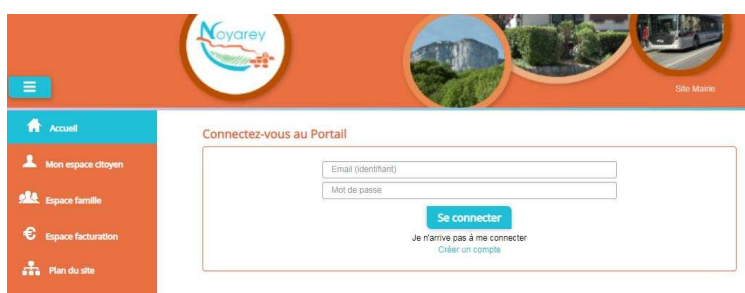 Noyarey
Site Mairie
Accueil
Mon espace citoyen
Espace famille
Espace facturation
Plan du site
Connectez-vous au Portail
Email (identifiant)
Mot de passe
Se connecter
Je n'arrive pas à me connecter
Créer un compte